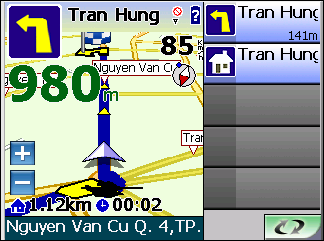 Tran Hung
?
Tran Hung
141m
85
Tran Hung
Nguyen Van Cu
980m
Tran
+
-
1.12km 00:02
Nguyen Van Cu Q. 4,TP.